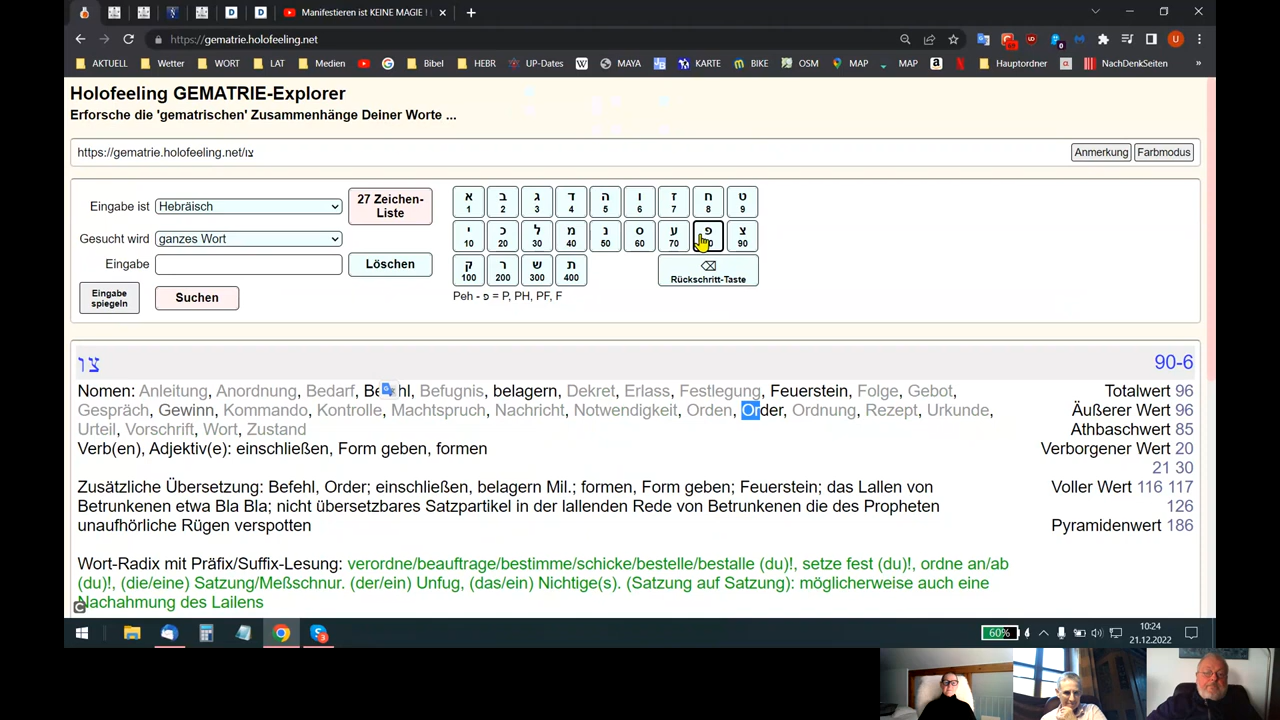 Manifestieren ist KEINE MAGIE !
https://gematrie.holofeeling.net
AKTUELL Wetter WORT LAT Medien Bibel HEBR UP-Dates MAYA KARTE BIKE OSM MAP MAP Hauptordner NachDenkSeiten »
Holofeeling GEMATRIE-Explorer
Erforsche die 'gematrischen' Zusammenhänge Deiner Worte ...
https://gematrie.holofeeling.net/צו
Anmerkung Farbmodus
Eingabe ist Hebräisch
27 Zeichen-Liste
Gesucht wird ganzes Wort
Eingabe
Löschen
Eingabe spiegeln
Suchen
א ב ג ד ה ו ז ח ט
1 2 3 4 5 6 7 8 9
י כ ל מ נ ס ע פ צ
10 20 30 40 50 60 70 90
ק ר ש ת
100 200 300 400
Rückschritt-Taste
Peh - פ = P, PH, PF, F
צו 90-6
Nomen: Anleitung, Anordnung, Bedarf, Befehl, Befugnis, belagern, Dekret, Erlass, Festlegung, Feuerstein, Folge, Gebot,
Gespräch, Gewinn, Kommando, Kontrolle, Machtspruch, Nachricht, Notwendigkeit, Orden, Order, Ordnung, Rezept, Urkunde,
Urteil, Vorschrift, Wort, Zustand
Verb(en), Adjektiv(e): einschließen, Form geben, formen
Zusätzliche Übersetzung: Befehl, Order; einschließen, belagern Mil.; formen, Form geben; Feuerstein; das Lallen von
Betrunkenen etwa Bla Bla; nicht übersetzbares Satzpartikel in der lallenden Rede von Betrunkenen die des Propheten
unaufhörliche Rügen verspotten
Wort-Radix mit Präfix/Suffix-Lesung: verordne/beauftrage/bestimme/schicke/bestelle/bestalle (du)!, setze fest (du)!, ordne an/ab
(du)!, (die/eine) Satzung/Meßschnur. (der/ein) Unfug, (das/ein) Nichtige(s). (Satzung auf Satzung): möglicherweise auch eine
Nachahmung des Lailens
Totalwert 96
Äußerer Wert 96
Athbaschwert 85
Verborgener Wert 20
21 30
Voller Wert 116 117
126
Pyramidenwert 186
60%
10:24
21.12.2022